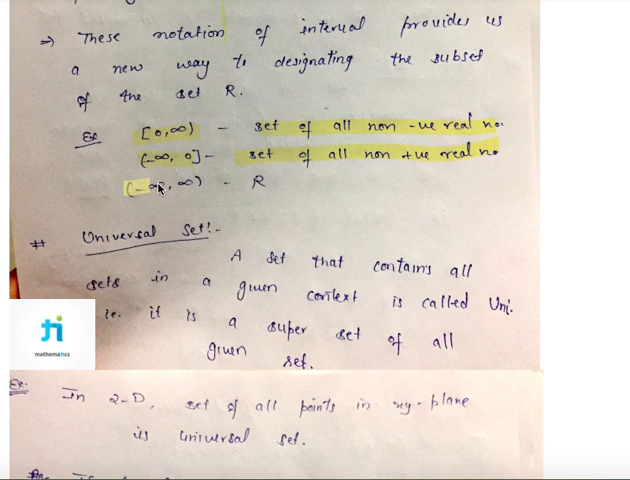 ⇒ These notation of interval provides us
a new way to designating the subset
of the set R.
Ex [0,∞) - set of all non -ve real no.
(-∞, 0] - set of all non +ve real no
(-∞, ∞) - R
# Universal Set!-
A set that contains all
sets in a given context is called Uni.
i.e. it is a super set of all
given set.
mathematics
Ex. In 2-D, set of all points in xy-plane
is universal set.